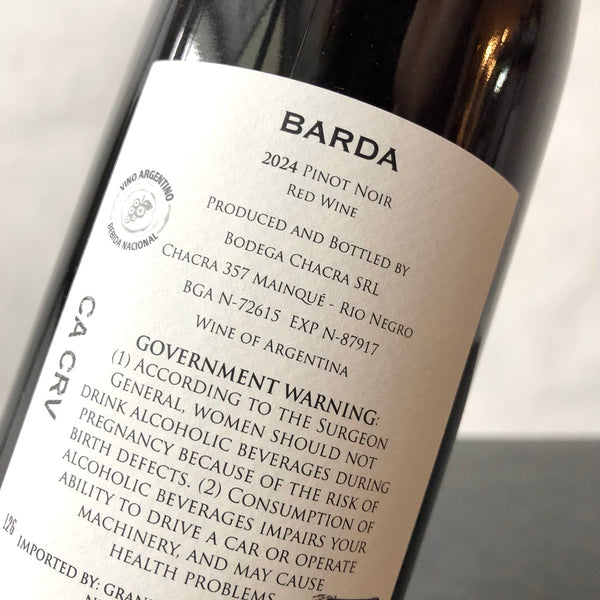 BARDA
2024 PINOT NOIR
RED WINE
PRODUCED AND BOTTLED BY
BODEGA CHACRA SRL
CHACRA 357 MAINQUÉ - RIO NEGRO
BGA N-72615 EXP N-87917
WINE OF ARGENTINA
VINO ARGENTINO
BEBIDA NACIONAL
CA CRV
GOVERNMENT WARNING:
(1) ACCORDING TO THE SURGEON
GENERAL, WOMEN SHOULD NOT
DRINK ALCOHOLIC BEVERAGES DURING
PREGNANCY BECAUSE OF THE RISK OF
BIRTH DEFECTS. (2) CONSUMPTION OF
ALCOHOLIC BEVERAGES IMPAIRS YOUR
ABILITY TO DRIVE A CAR OR OPERATE
MACHINERY, AND MAY CAUSE
HEALTH PROBLEMS
IMPORTED BY: